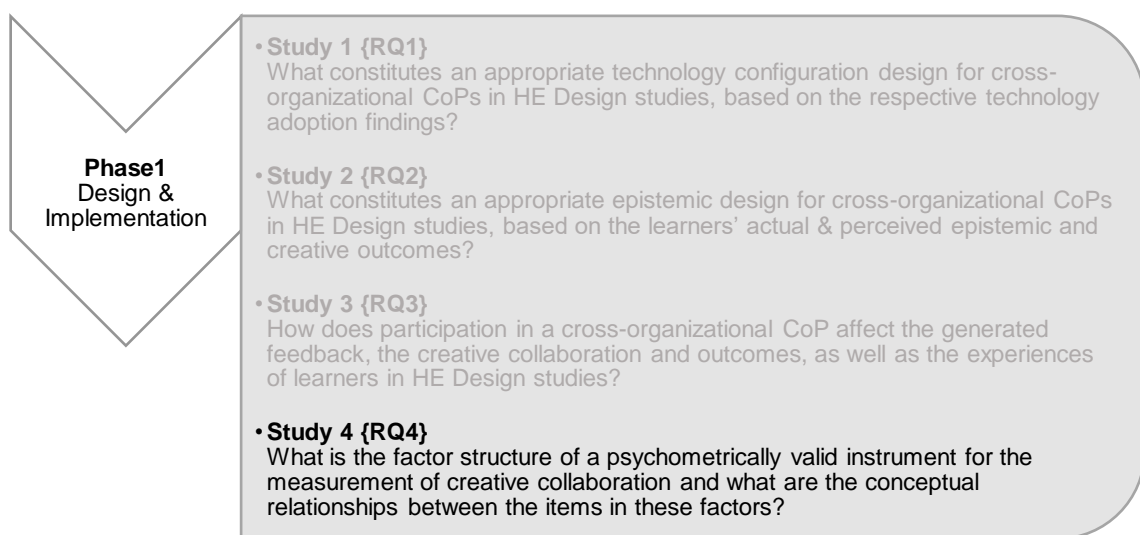 Phase1
Design &
Implementation
• Study 1 {RQ1}
What constitutes an appropriate technology configuration design for cross-
organizational CoPs in HE Design studies, based on the respective technology
adoption findings?
• Study 2 {RQ2}
What constitutes an appropriate epistemic design for cross-organizational CoPs
in HE Design studies, based on the learners’ actual & perceived epistemic and
creative outcomes?
• Study 3 {RQ3}
How does participation in a cross-organizational CoP affect the generated
feedback, the creative collaboration and outcomes, as well as the experiences
of learners in HE Design studies?
• Study 4 {RQ4}
What is the factor structure of a psychometrically valid instrument for the
measurement of creative collaboration and what are the conceptual
relationships between the items in these factors?